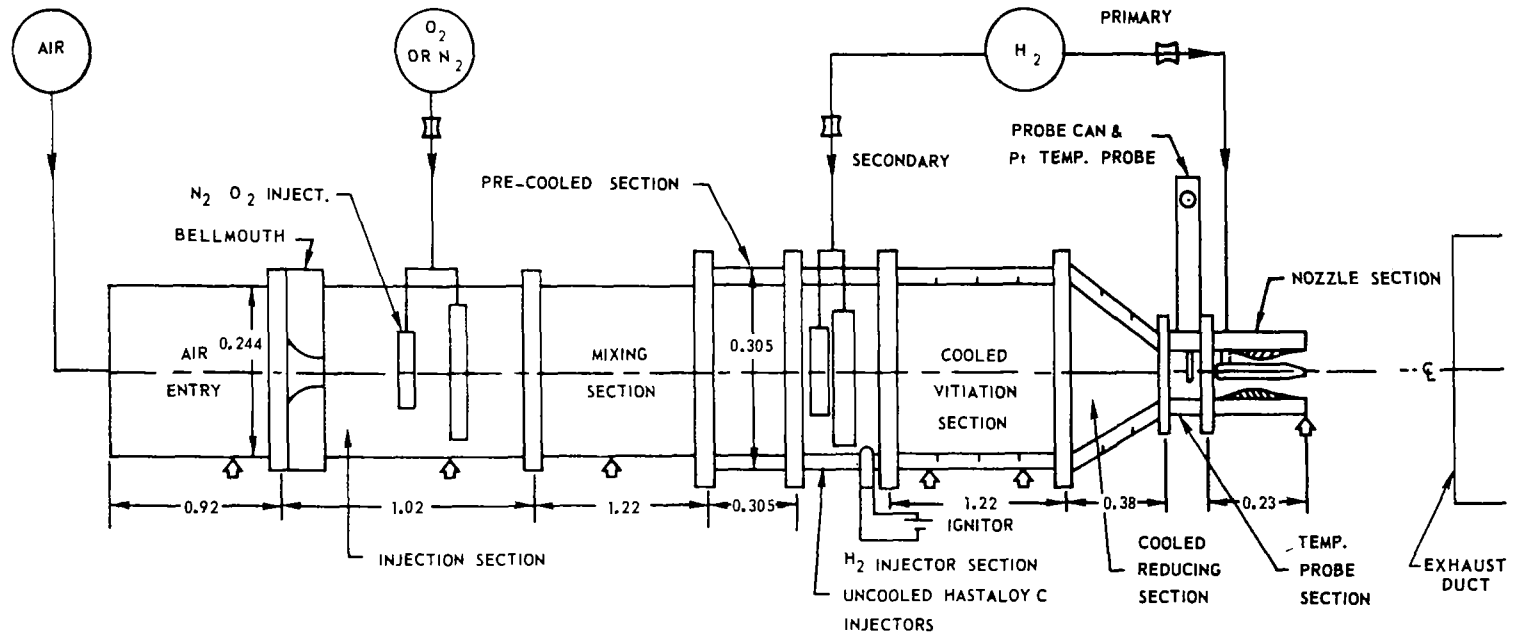 PRIMARY
AIR
O2
OR N2
H2
PROBE CAN &
Pt TEMP. PROBE
SECONDARY
PRE-COOLED SECTION
N2 O2 INJECT.
BELLMOUTH
NOZZLE SECTION
0.244
AIR
ENTRY
MIXING
SECTION
0.305
COOLED
VITIATION
SECTION
℄
0.92
1.02
1.22
0.305
1.22
0.38
0.23
IGNITOR
INJECTION SECTION
H2 INJECTOR SECTION
UNCOOLED HASTALOY C
INJECTORS
COOLED
REDUCING
SECTION
TEMP.
PROBE
SECTION
EXHAUST
DUCT